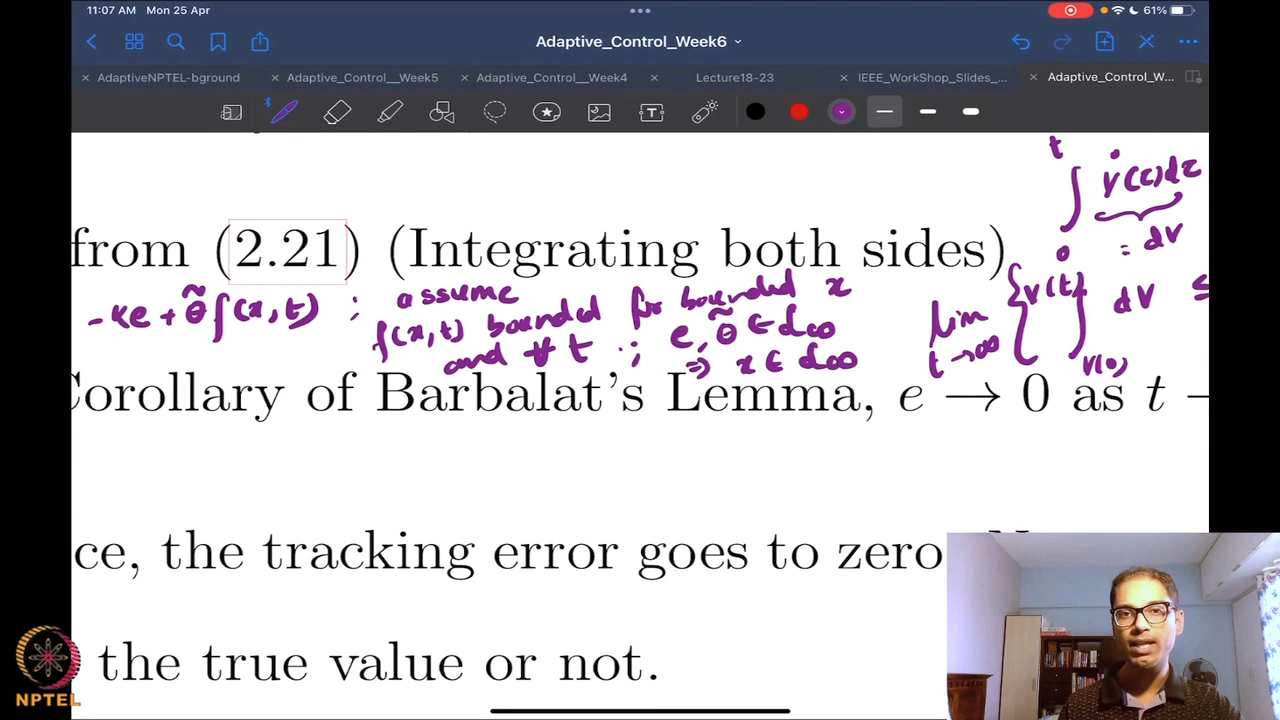 11:07 AM Mon 25 Apr
61%
Adaptive_Control_Week6
AdaptiveNPTEL-bground
Adaptive_Control__Week5
Adaptive_Control__Week4
Lecture18-23
IEEE_WorkShop_Slides_...
Adaptive_Control_W...
∫₀ᵗ V̇(τ)dτ
= dV
from (2.21) (Integrating both sides)
-ke + θ̃f(x,t) ; assume
f(x,t) bounded for bounded x
and ∀ t ∵ ; e, θ̃ ∈ L∞
⇒ x ∈ L∞
lim t→∞ { ∫ V(0) V(t) dV ≤
Corollary of Barbalat's Lemma, e → 0 as t –
ce, the tracking error goes to zero
the true value or not.
NPTEL